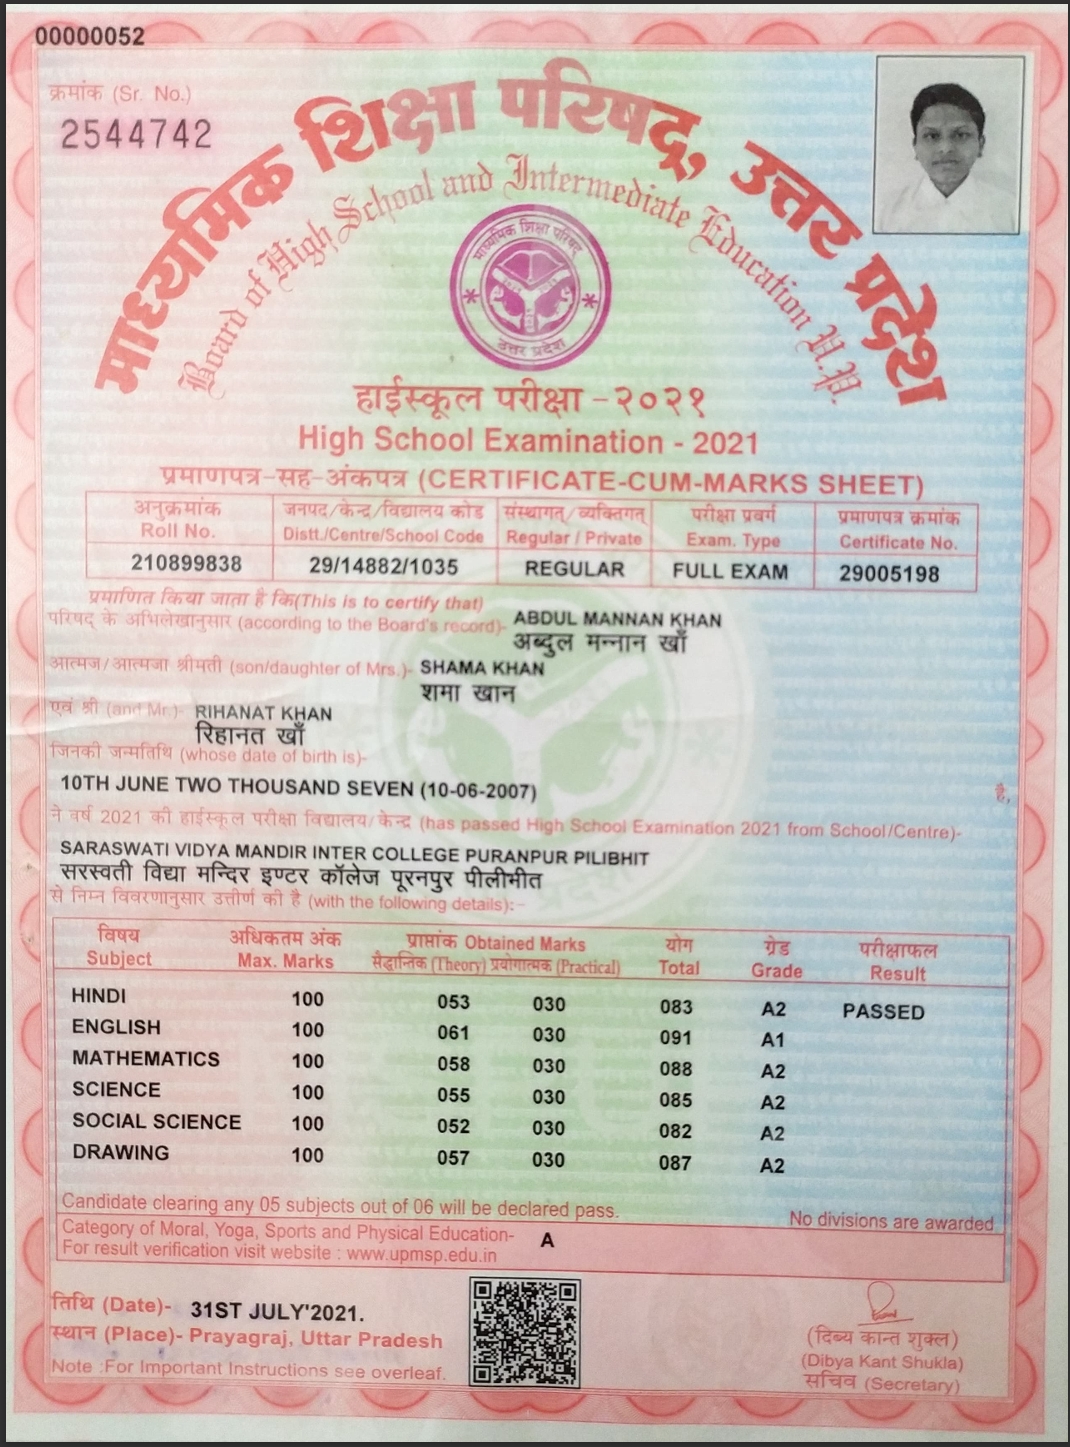 00000052
क्रमांक (Sr. No.)
2544742
माध्यमिक शिक्षा परिषद्, उत्तर प्रदेश
Board of High School and Intermediate Education U.P.
माध्यमिक शिक्षा परिषद्
उत्तर प्रदेश
हाईस्कूल परीक्षा - २०२१
High School Examination - 2021
प्रमाणपत्र-सह-अंकपत्र (CERTIFICATE-CUM-MARKS SHEET)
अनुक्रमांक जनपद/केन्द्र/विद्यालय कोड संस्थागत/व्यक्तिगत् परीक्षा प्रवर्ग प्रमाणपत्र क्रमांक
Roll No. Distt./Centre/School Code Regular / Private Exam. Type Certificate No.
210899838 29/14882/1035 REGULAR FULL EXAM 29005198
प्रमाणित किया जाता है कि(This is to certify that)
परिषद् के अभिलेखानुसार (according to the Board's record)- ABDUL MANNAN KHAN
अब्दुल मन्नान खाँ
आत्मज/आत्मजा श्रीमती (son/daughter of Mrs.)- SHAMA KHAN
शमा खान
एवं श्री (and Mr.)- RIHANAT KHAN
रिहानत खाँ
जिनकी जन्मतिथि (whose date of birth is)-
10TH JUNE TWO THOUSAND SEVEN (10-06-2007) है,
ने वर्ष 2021 की हाईस्कूल परीक्षा विद्यालय/केन्द्र (has passed High School Examination 2021 from School/Centre)-
SARASWATI VIDYA MANDIR INTER COLLEGE PURANPUR PILIBHIT
सरस्वती विद्या मन्दिर इण्टर कॉलेज पूरनपुर पीलीभीत
से निम्न विवरणानुसार उत्तीर्ण की है (with the following details):-
विषय अधिकतम अंक प्राप्तांक Obtained Marks योग ग्रेड परीक्षाफल
Subject Max. Marks सैद्धान्तिक (Theory) प्रयोगात्मक (Practical) Total Grade Result
HINDI 100 053 030 083 A2 PASSED
ENGLISH 100 061 030 091 A1
MATHEMATICS 100 058 030 088 A2
SCIENCE 100 055 030 085 A2
SOCIAL SCIENCE 100 052 030 082 A2
DRAWING 100 057 030 087 A2
Candidate clearing any 05 subjects out of 06 will be declared pass. No divisions are awarded.
Category of Moral, Yoga, Sports and Physical Education- A
For result verification visit website : www.upmsp.edu.in
तिथि (Date)- 31ST JULY'2021.
स्थान (Place)- Prayagraj, Uttar Pradesh
Note :For Important Instructions see overleaf.
(दिब्य कान्त शुक्ल)
(Dibya Kant Shukla)
सचिव (Secretary)